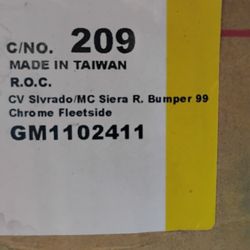 C/NO. 209
MADE IN TAIWAN
R.O.C.
CV Slvrado/MC Siera R. Bumper 99
Chrome Fleetside
GM1102411